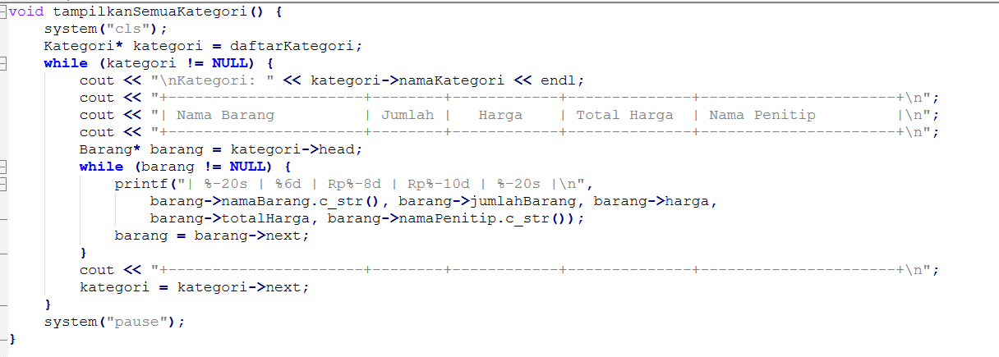 void tampilkanSemuaKategori() {
    system("cls");
    Kategori* kategori = daftarKategori;
    while (kategori != NULL) {
        cout << "\nKategori: " << kategori->namaKategori << endl;
        cout << "+----------------------+--------+------------+--------------+----------------------+\n";
        cout << "| Nama Barang          | Jumlah |   Harga    | Total Harga  | Nama Penitip         |\n";
        cout << "+----------------------+--------+------------+--------------+----------------------+\n";
        Barang* barang = kategori->head;
        while (barang != NULL) {
            printf("| %-20s | %6d | Rp%-8d | Rp%-10d | %-20s |\n",
                barang->namaBarang.c_str(), barang->jumlahBarang, barang->harga,
                barang->totalHarga, barang->namaPenitip.c_str());
            barang = barang->next;
        }
        cout << "+----------------------+--------+------------+--------------+----------------------+\n";
        kategori = kategori->next;
    }
    system("pause");
}